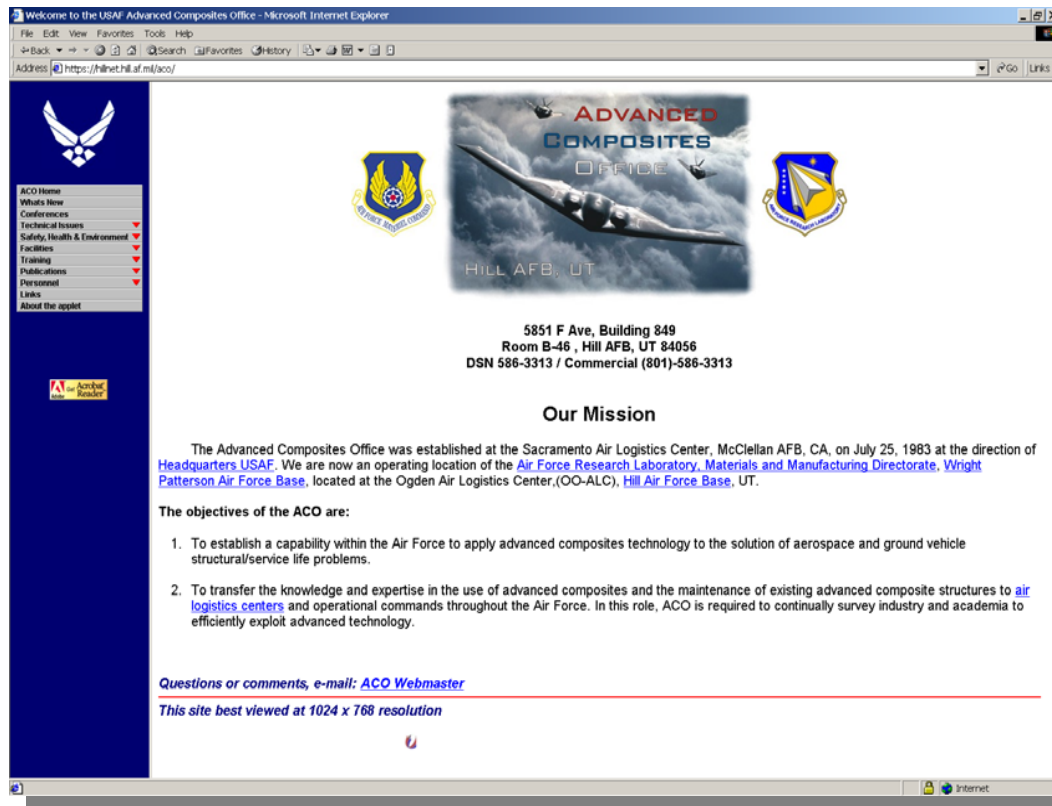 Welcome to the USAF Advanced Composites Office - Microsoft Internet Explorer
File Edit View Favorites Tools Help
Back Search Favorites History
Address https://hillnet.hill.af.mil/aco/ Go Links
ADVANCED
COMPOSITES
OFFICE
HILL AFB, UT
AIR FORCE MATERIEL COMMAND
AIR FORCE RESEARCH LABORATORY
ACO Home
Whats New
Conferences
Technical Issues
Safety, Health & Environment
Facilities
Training
Publications
Personnel
Links
About the applet
Get Acrobat
Reader
Adobe
5851 F Ave, Building 849
Room B-46 , Hill AFB, UT 84056
DSN 586-3313 / Commercial (801)-586-3313
Our Mission
The Advanced Composites Office was established at the Sacramento Air Logistics Center, McClellan AFB, CA, on July 25, 1983 at the direction of
Headquarters USAF. We are now an operating location of the Air Force Research Laboratory, Materials and Manufacturing Directorate, Wright
Patterson Air Force Base, located at the Ogden Air Logistics Center,(OO-ALC), Hill Air Force Base, UT.
The objectives of the ACO are:
1. To establish a capability within the Air Force to apply advanced composites technology to the solution of aerospace and ground vehicle
structural/service life problems.
2. To transfer the knowledge and expertise in the use of advanced composites and the maintenance of existing advanced composite structures to air
logistics centers and operational commands throughout the Air Force. In this role, ACO is required to continually survey industry and academia to
efficiently exploit advanced technology.
Questions or comments, e-mail: ACO Webmaster
This site best viewed at 1024 x 768 resolution
Internet